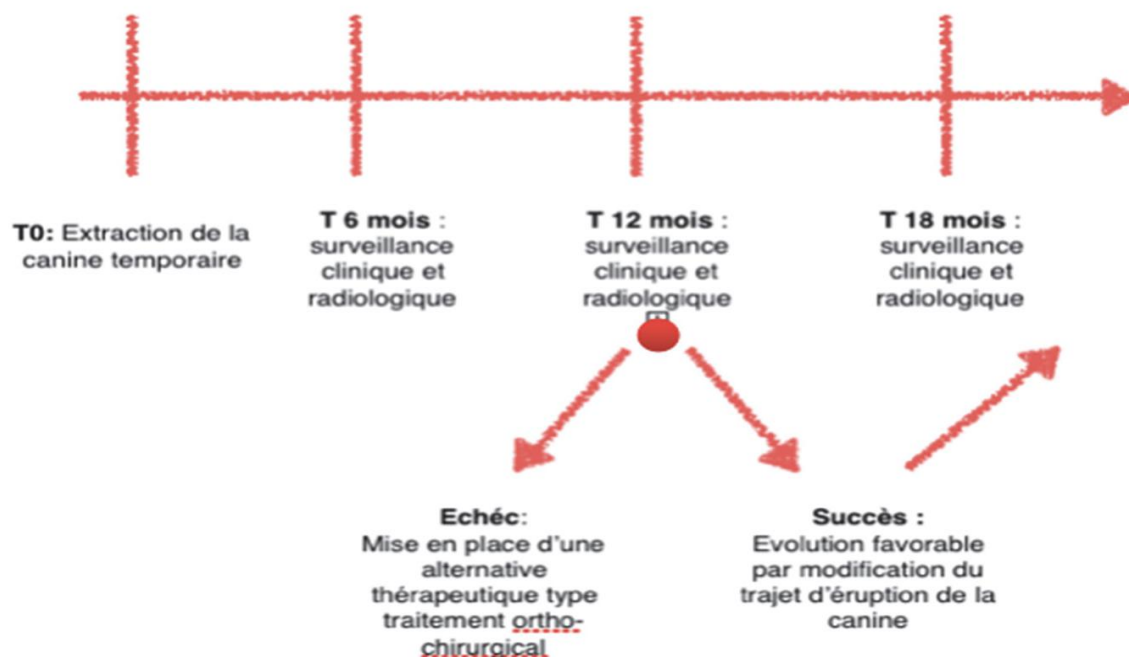 T0: Extraction de la
canine temporaire
T 6 mois :
surveillance
clinique et
radiologique
T 12 mois :
surveillance
clinique et
radiologique
T 18 mois :
surveillance
clinique et
radiologique
Echéc:
Mise en place d'une
alternative
thérapeutique type
traitement ortho-
chirurgical
Succès :
Evolution favorable
par modification du
trajet d'éruption de la
canine